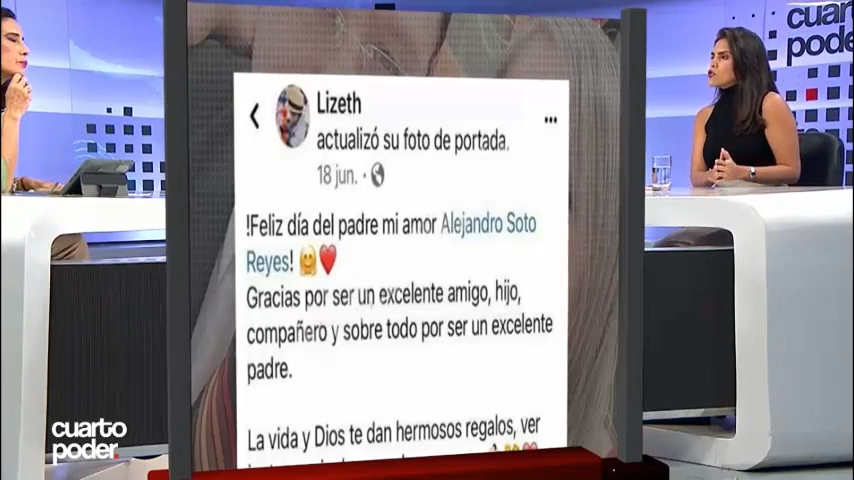 cuarto
poder.
Lizeth
actualizó su foto de portada.
18 jun.
!Feliz día del padre mi amor Alejandro Soto
Reyes! 🤗❤️
Gracias por ser un excelente amigo, hijo,
compañero y sobre todo por ser un excelente
padre.
La vida y Dios te dan hermosos regalos, ver
cuarto
poder.